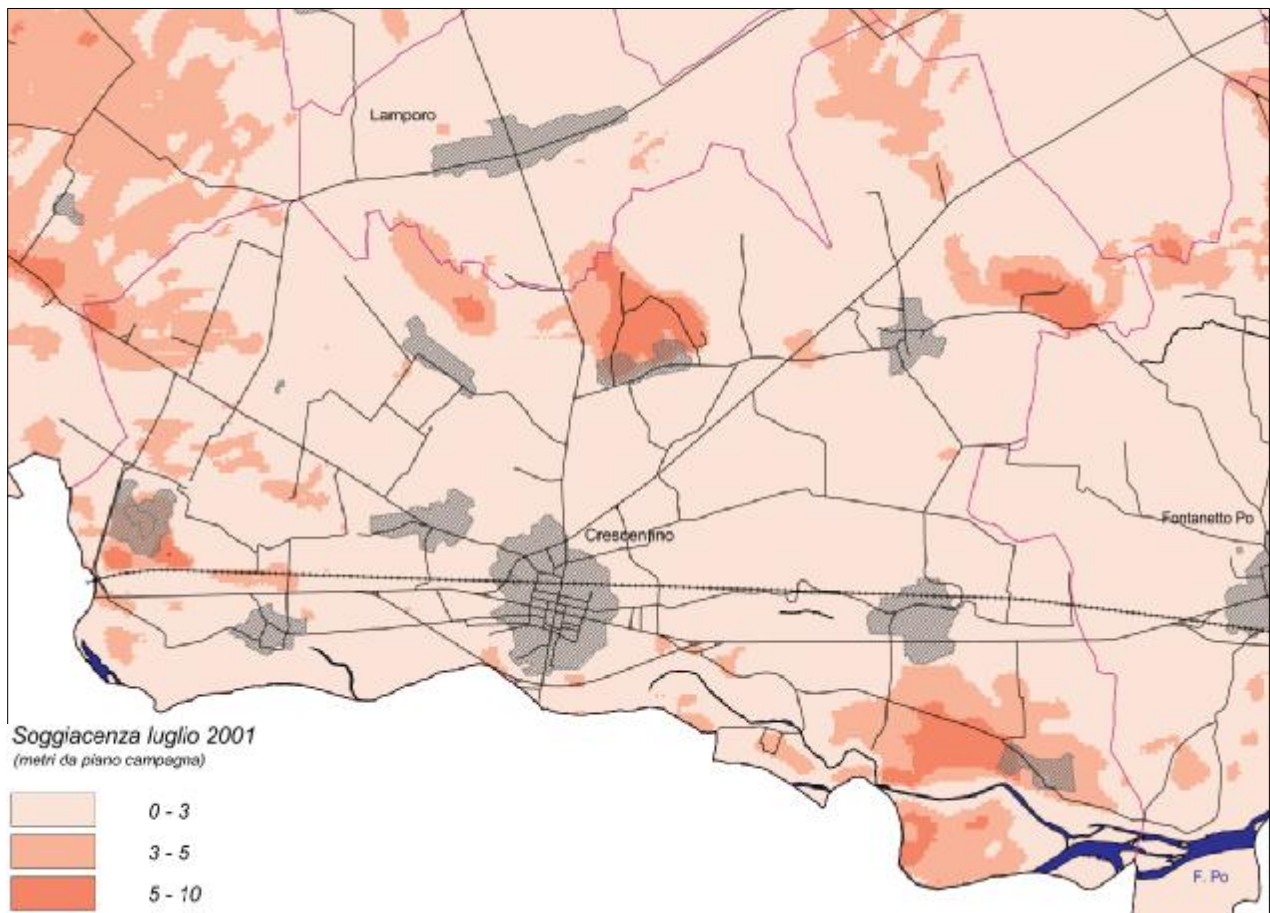 Lamporo
Crescentino
Fontanetto Po
Soggiacenza luglio 2001
(metri da piano campagna)
0 - 3
3 - 5
5 - 10
F. Po